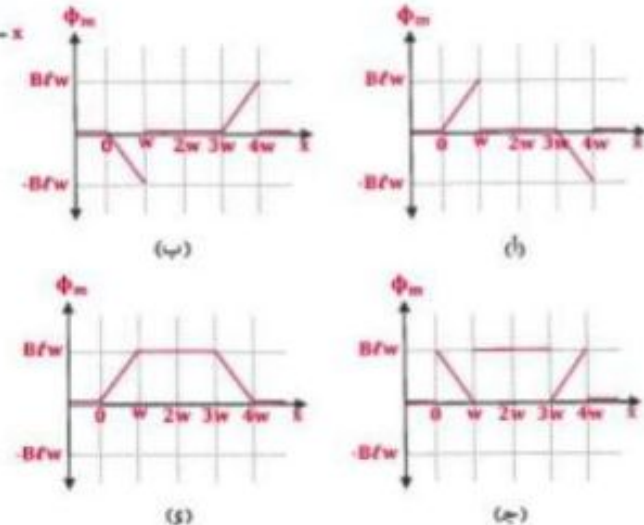 x
Φm Φm
Bℓw Bℓw
0 w 2w 3w 4w x 0 w 2w 3w 4w x
-Bℓw -Bℓw
(ب) (أ)
Φm Φm
Bℓw Bℓw
0 w 2w 3w 4w x 0 w 2w 3w 4w x
-Bℓw -Bℓw
(ى) (جـ)